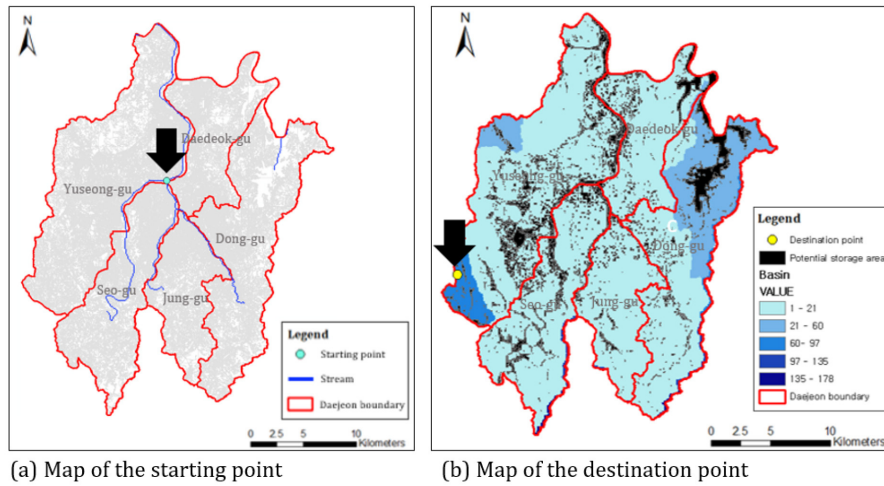 N
Daedeok-gu
Yuseong-gu
Dong-gu
Seo-gu
Jung-gu
Legend
Starting point
Stream
Daejeon boundary
0 2.5 5 10
Kilometers
(a) Map of the starting point
N
Daedeok-gu
Yuseong-gu
Dong-gu
Seo-gu
Jung-gu
Legend
Destination point
Potential storage area
Basin
VALUE
1 - 21
21 - 60
60- 97
97 - 135
135 - 178
Daejeon boundary
0 2.5 5 10
Kilometers
(b) Map of the destination point